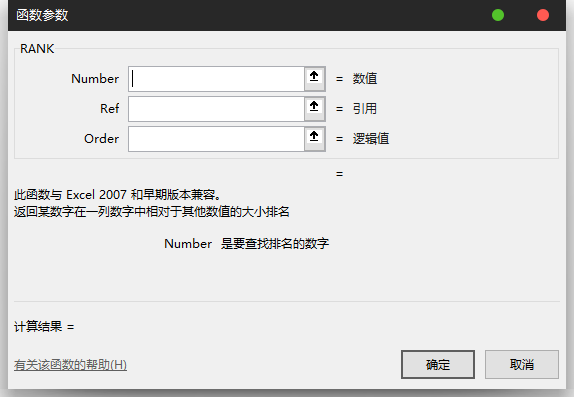 函数参数
RANK
Number = 数值
Ref = 引用
Order = 逻辑值
=
此函数与 Excel 2007 和早期版本兼容。
返回某数字在一列数字中相对于其他数值的大小排名
Number 是要查找排名的数字
计算结果 =
有关该函数的帮助(H)
确定
取消